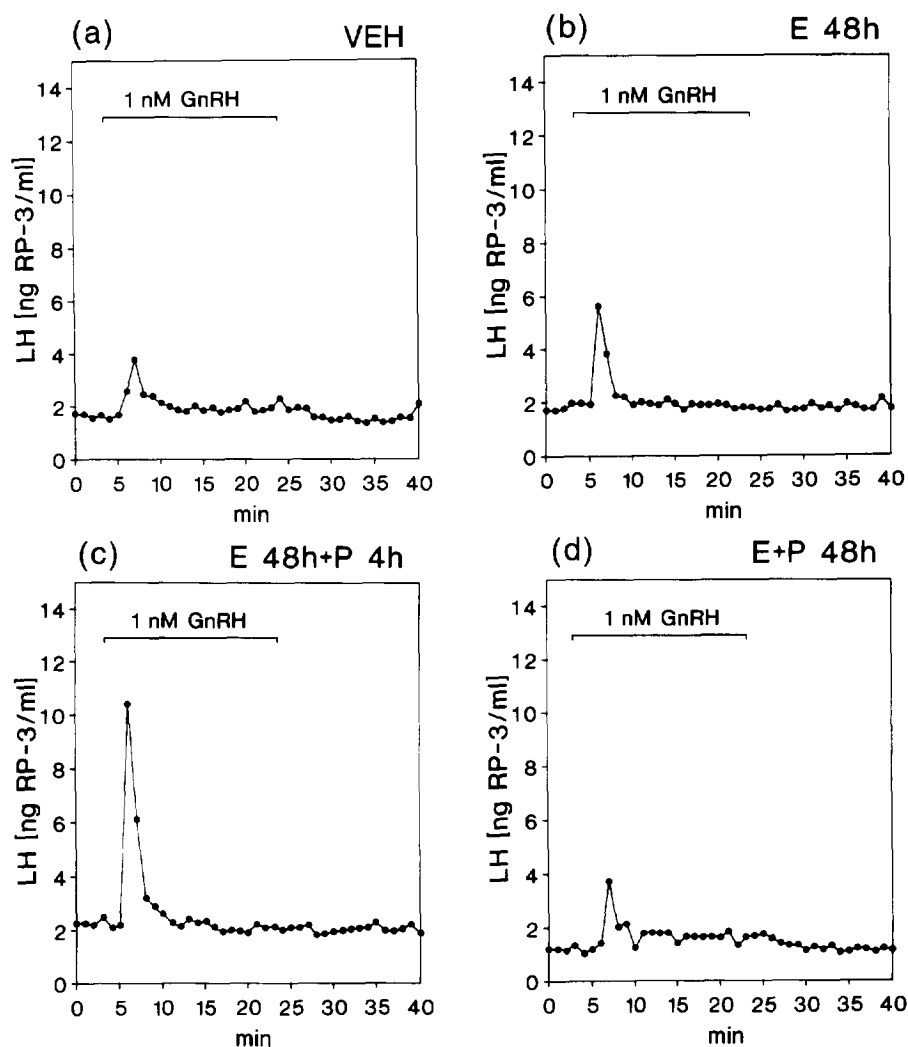 (a) VEH
1 nM GnRH
LH [ng RP-3/ml]
14
12
10
8
6
4
2
0
0 5 10 15 20 25 30 35 40
min
(b) E 48h
1 nM GnRH
LH [ng RP-3/ml]
14
12
10
8
6
4
2
0
0 5 10 15 20 25 30 35 40
min
(c) E 48h+P 4h
1 nM GnRH
LH [ng RP-3/ml]
14
12
10
8
6
4
2
0
0 5 10 15 20 25 30 35 40
min
(d) E+P 48h
1 nM GnRH
LH [ng RP-3/ml]
14
12
10
8
6
4
2
0
0 5 10 15 20 25 30 35 40
min